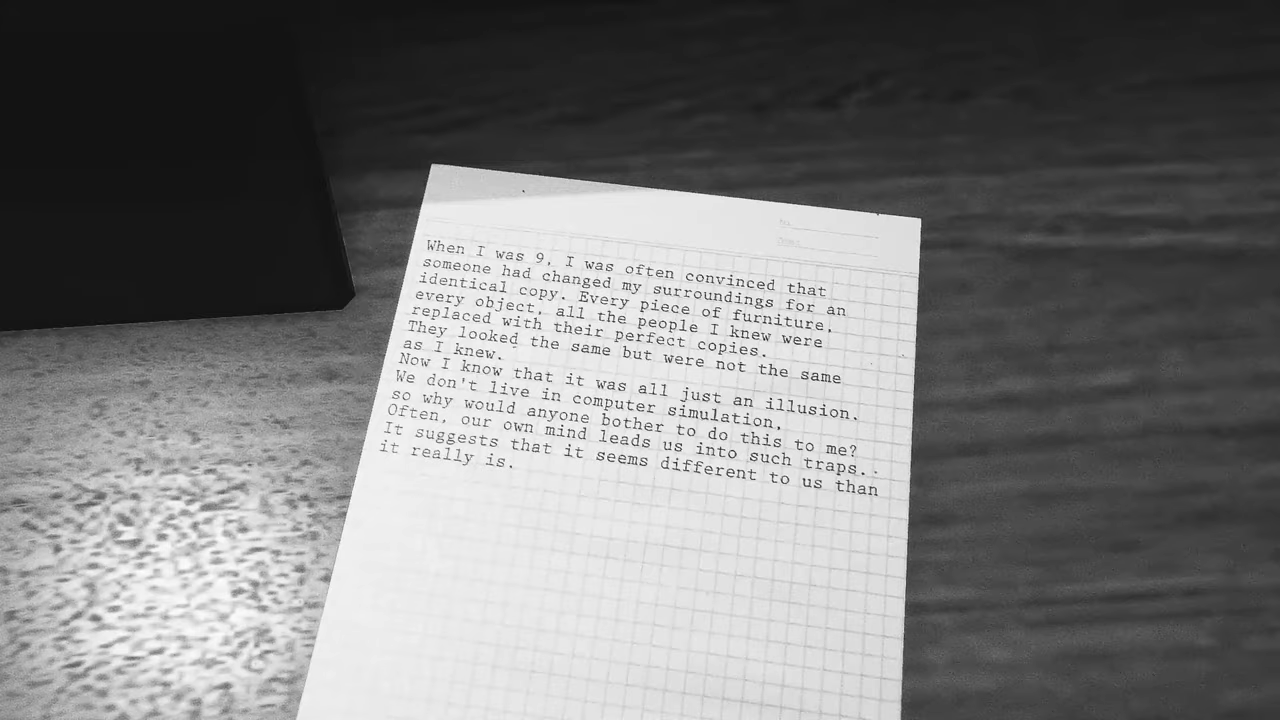 When I was 9, I was often convinced that
someone had changed my surroundings for an
identical copy. Every piece of furniture,
every object, all the people I knew were
replaced with their perfect copies.
They looked the same but were not the same
as I knew.
Now I know that it was all just an illusion.
We don't live in computer simulation,
so why would anyone bother to do this to me?
Often, our own mind leads us into such traps..
It suggests that it seems different to us than
it really is.